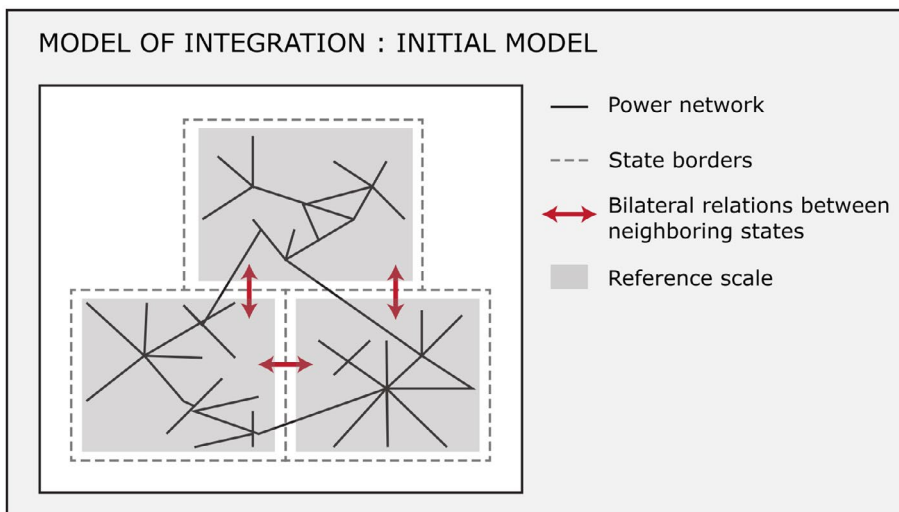 MODEL OF INTEGRATION : INITIAL MODEL
Power network
State borders
Bilateral relations between
neighboring states
Reference scale